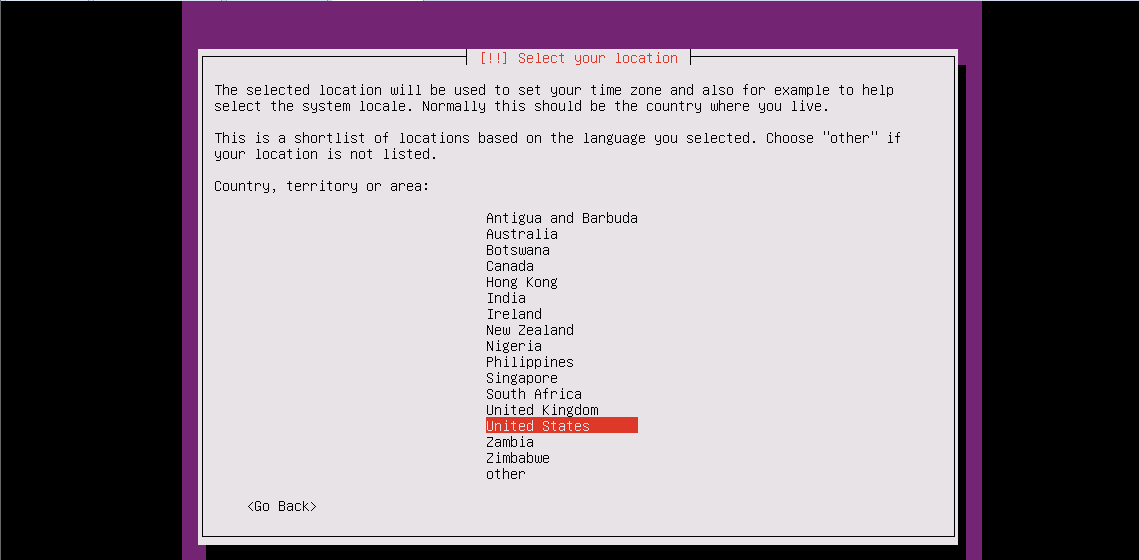 [!!] Select your location
The selected location will be used to set your time zone and also for example to help
select the system locale. Normally this should be the country where you live.
This is a shortlist of locations based on the language you selected. Choose "other" if
your location is not listed.
Country, territory or area:
Antigua and Barbuda
Australia
Botswana
Canada
Hong Kong
India
Ireland
New Zealand
Nigeria
Philippines
Singapore
South Africa
United Kingdom
United States
Zambia
Zimbabwe
other
<Go Back>